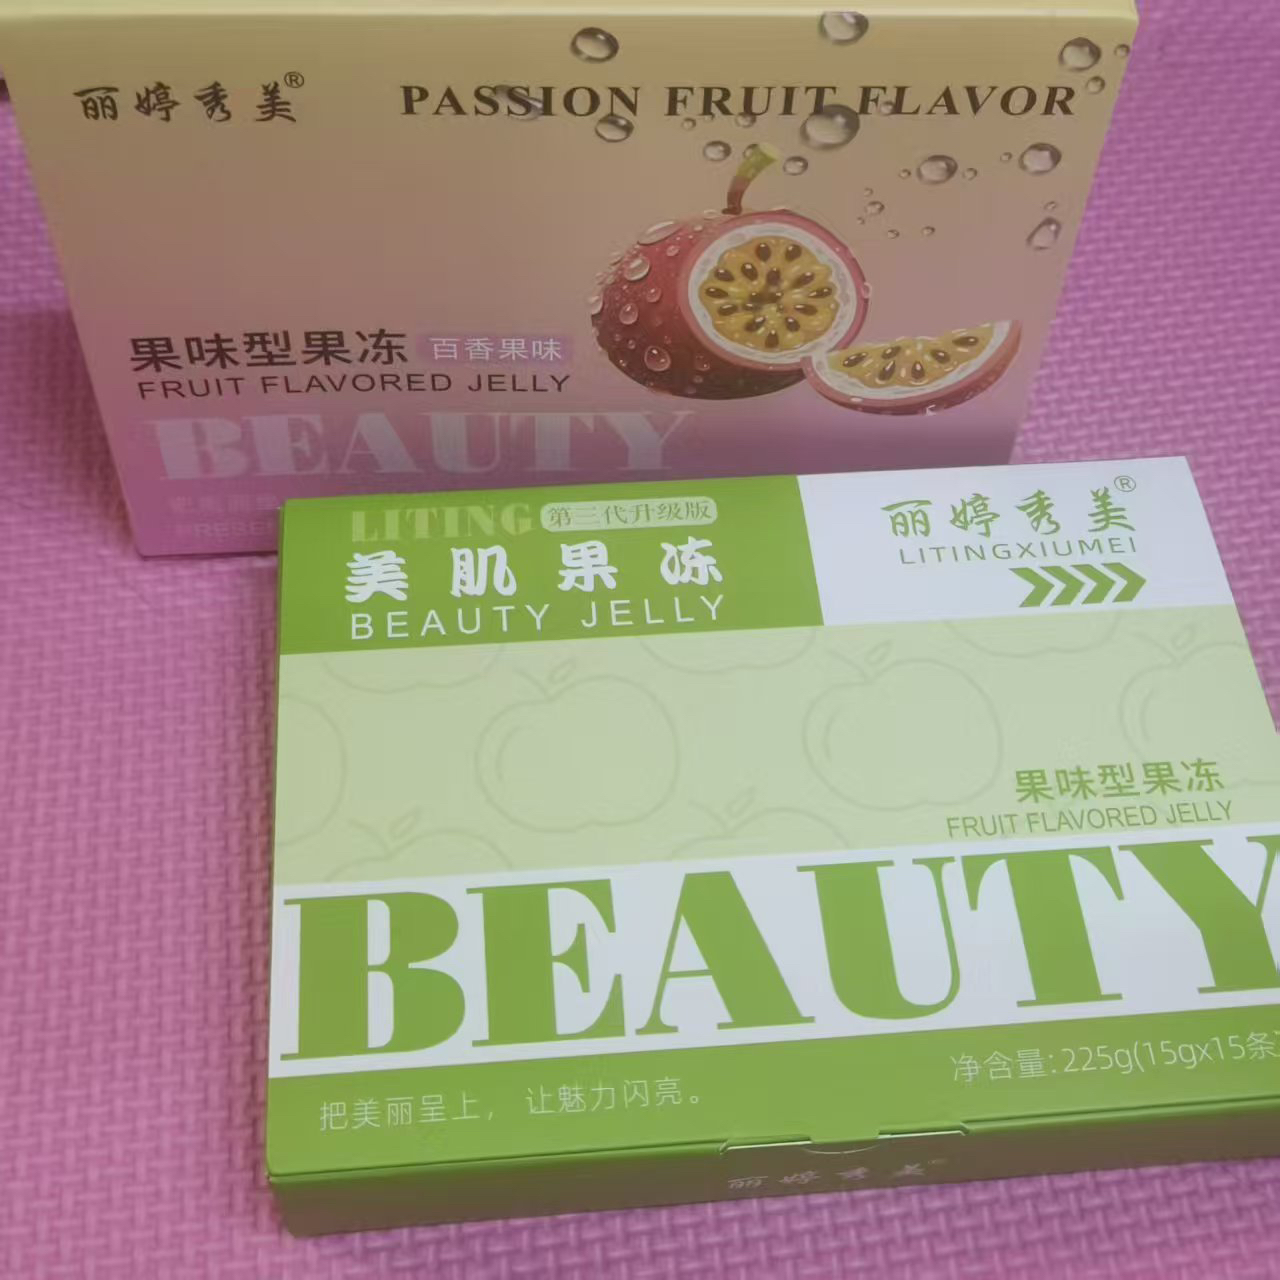 丽婷秀美®
PASSION FRUIT FLAVOR
果味型果冻 百香果味
FRUIT FLAVORED JELLY
BEAUTY
LITING 第三代升级版
美肌果冻
BEAUTY JELLY
丽婷秀美®
LITINGXIUMEI
果味型果冻
FRUIT FLAVORED JELLY
BEAUTY
把美丽呈上，让魅力闪亮。
净含量:225g(15gx15条)
丽婷秀美®